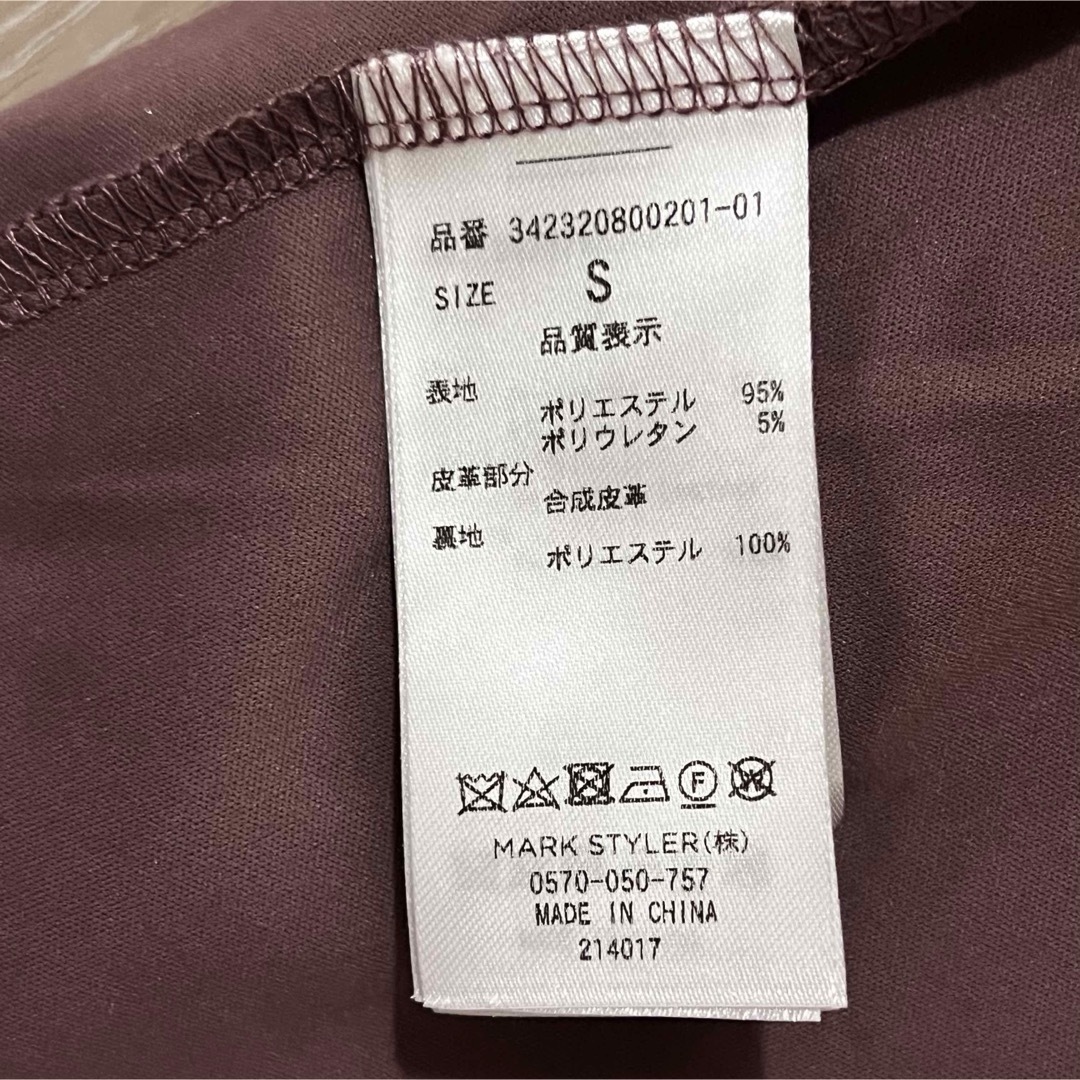 品番 342320800201-01
SIZE S
品質表示
表地
ポリエステル 95%
ポリウレタン 5%
皮革部分
合成皮革
裏地
ポリエステル 100%
F
W
MARK STYLER(株)
0570-050-757
MADE IN CHINA
214017